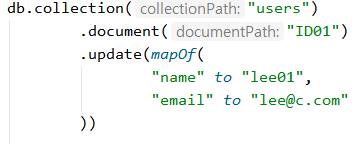 db.collection( collectionPath: "users")
.document( documentPath: "ID01")
.update(mapOf(
"name" to "lee01",
"email" to "lee@c.com"
))